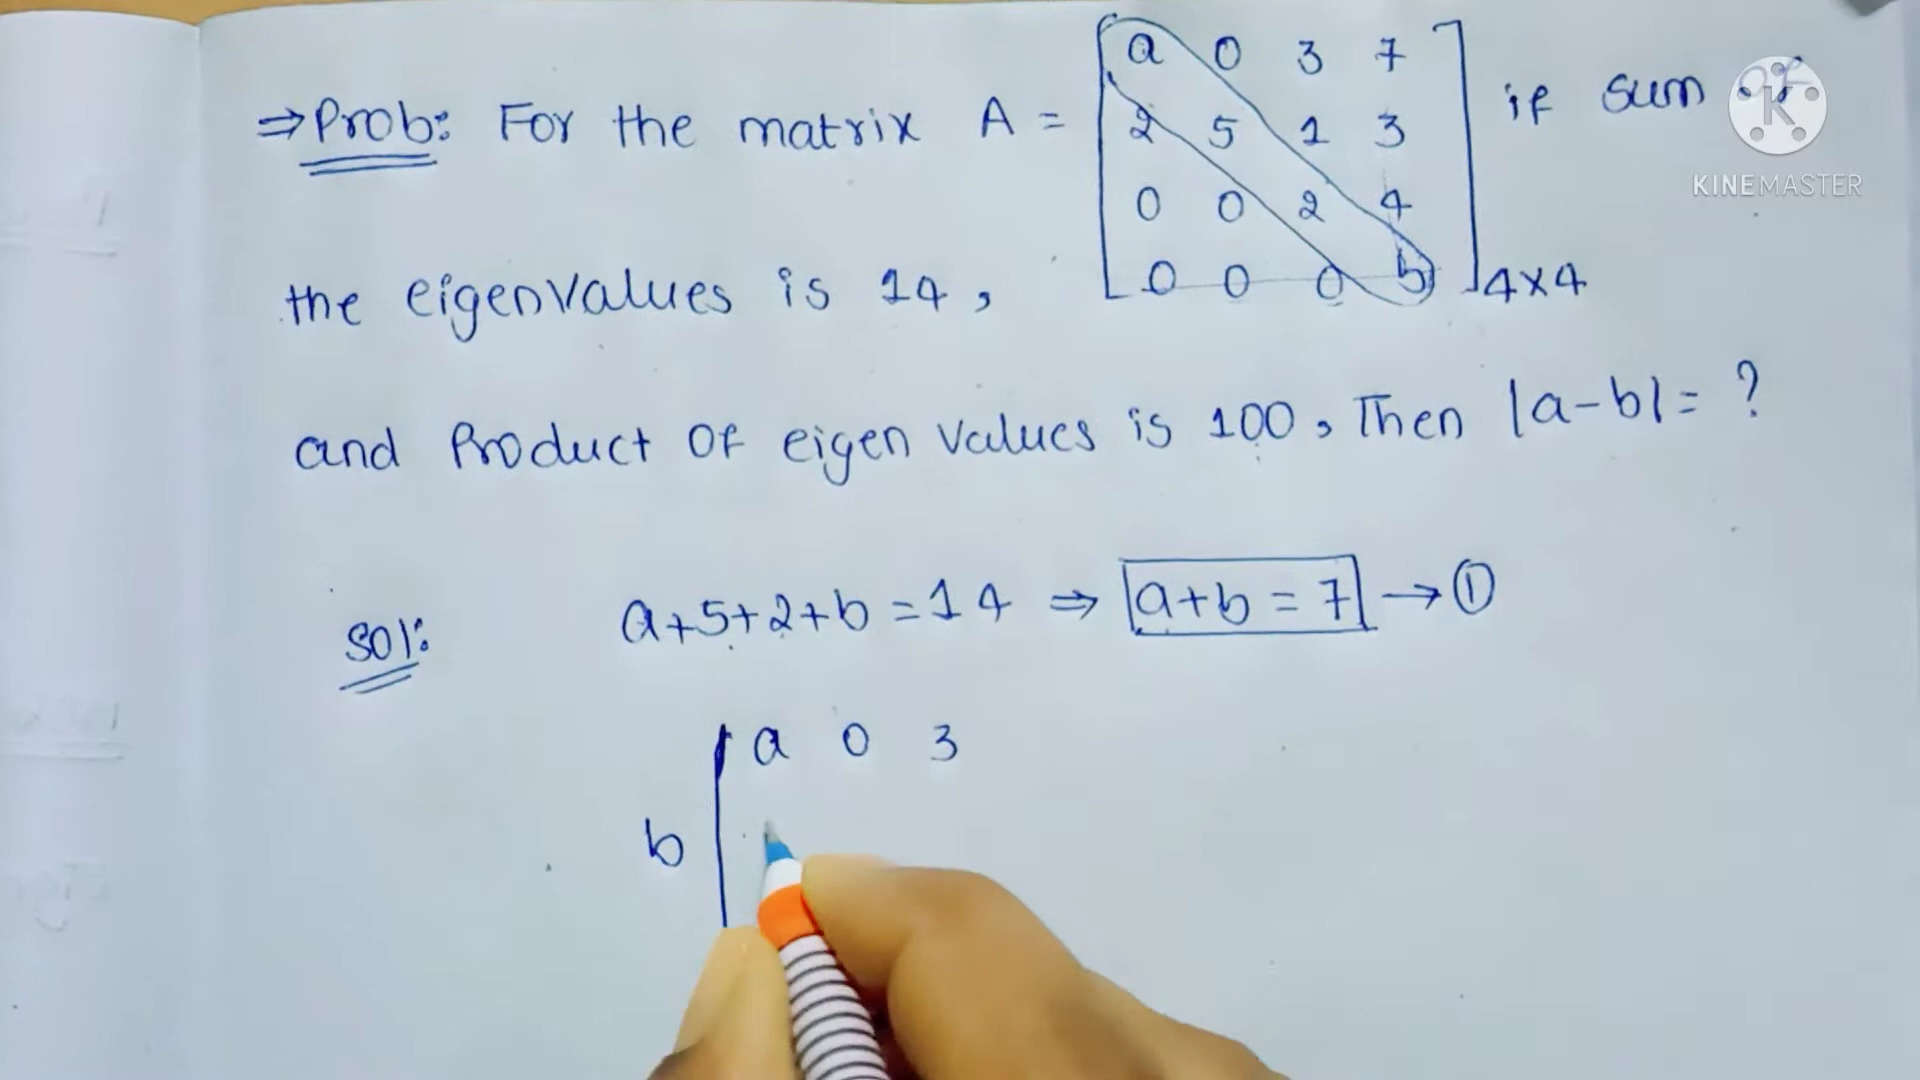 ⇒Prob: For the matrix A = [a 0 3 7
2 5 1 3
0 0 2 4
0 0 0 b]4×4 if sum of
the eigenvalues is 14,
and Product of eigen values is 100, Then |a-b| = ?
Sol: a+5+2+b = 14 ⇒ a+b = 7 → ①
a 0 3
b
KINEMASTER